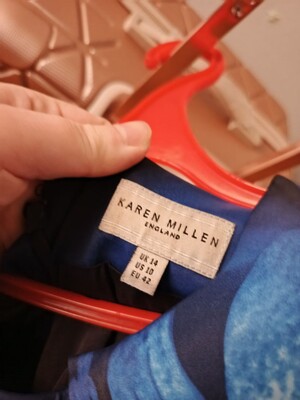 KAREN MILLEN
ENGLAND
UK 14
US 10
EU 42